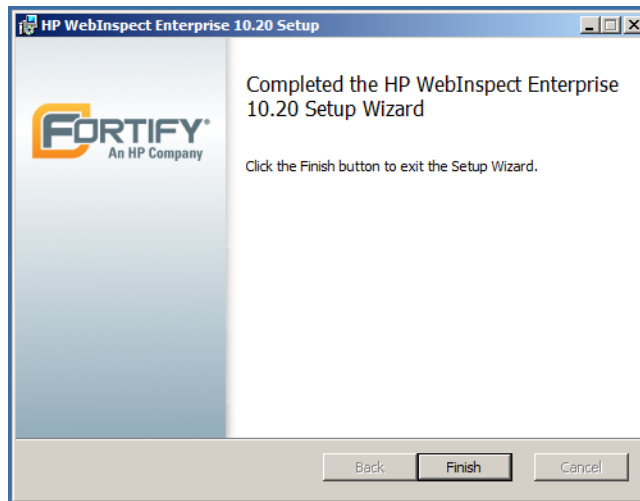 HP WebInspect Enterprise 10.20 Setup
FORTIFY®
An HP Company
Completed the HP WebInspect Enterprise
10.20 Setup Wizard
Click the Finish button to exit the Setup Wizard.
Back
Finish
Cancel